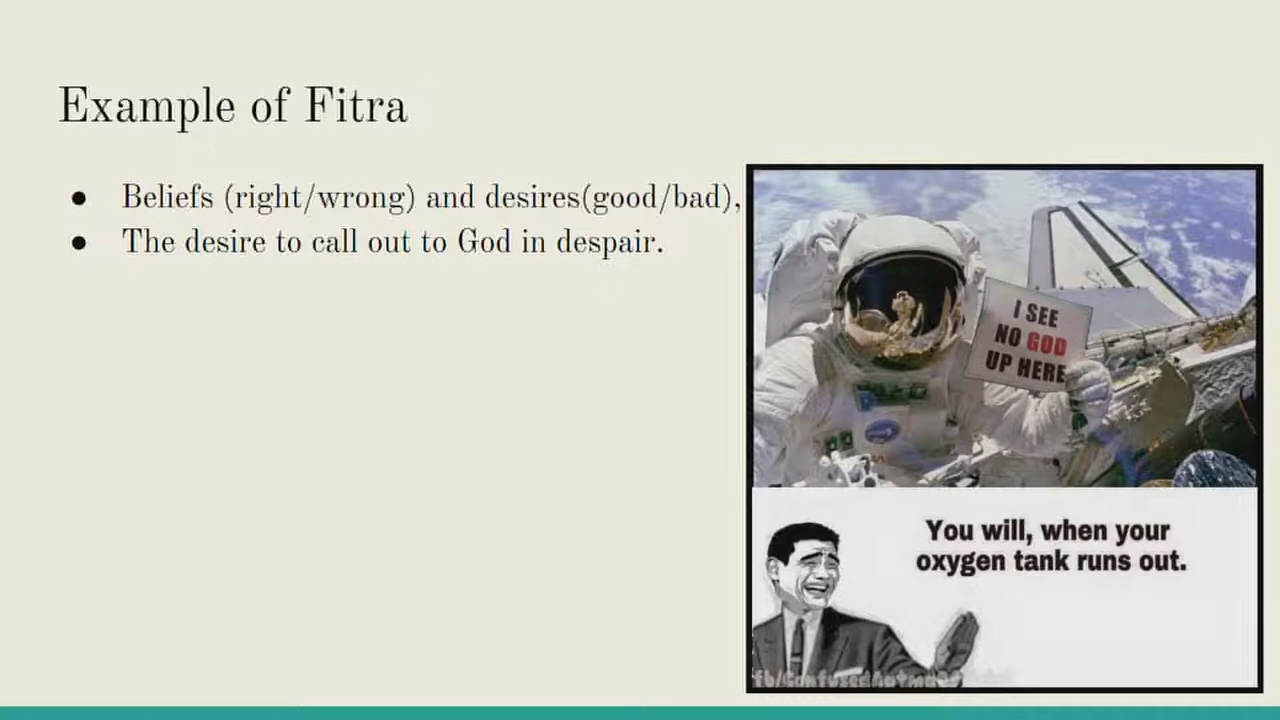 Example of Fitra
● Beliefs (right/wrong) and desires(good/bad),
● The desire to call out to God in despair.
I SEE
NO GOD
UP HERE
You will, when your
oxygen tank runs out.